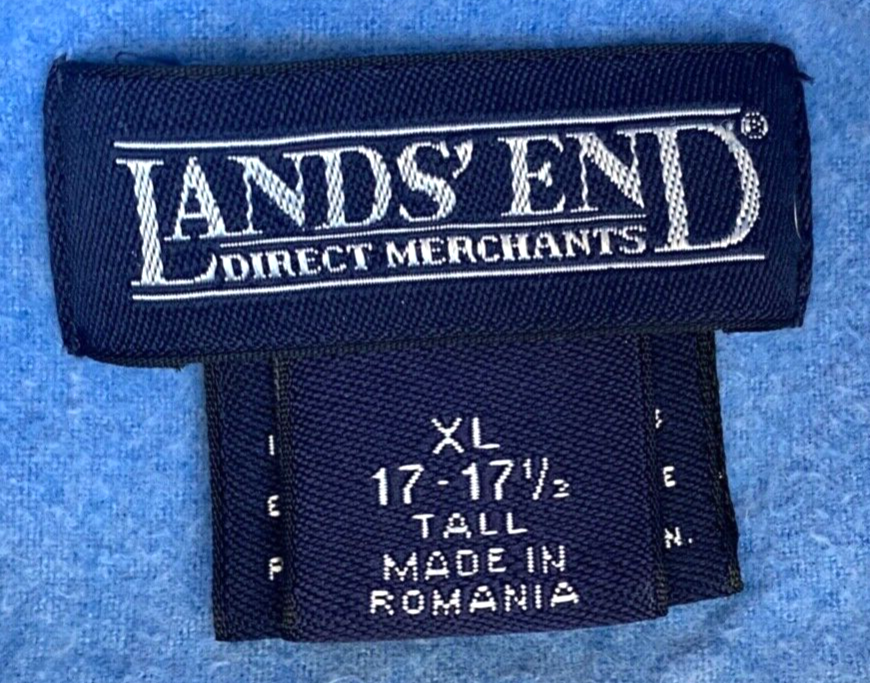 LANDS' END®
DIRECT MERCHANTS
XL
17-17½
TALL
MADE IN
ROMANIA